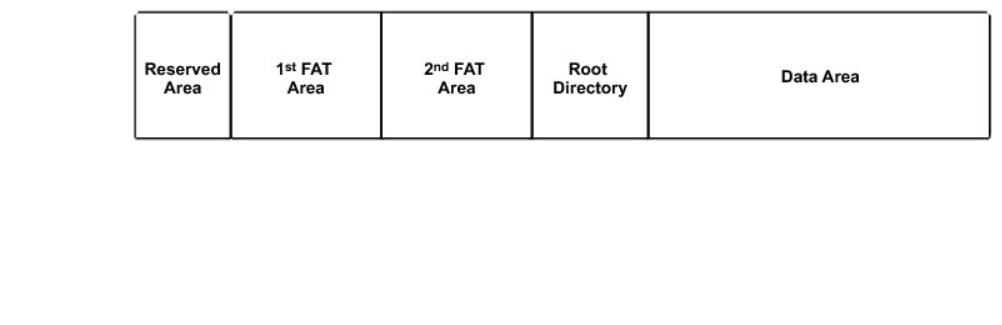 Reserved
Area
1st FAT
Area
2nd FAT
Area
Root
Directory
Data Area